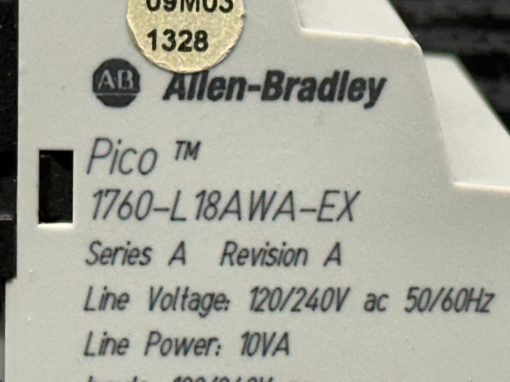 09M03
1328
AB Allen-Bradley
Pico ™
1760-L18AWA-EX
Series A Revision A
Line Voltage: 120/240V ac 50/60Hz
Line Power: 10VA